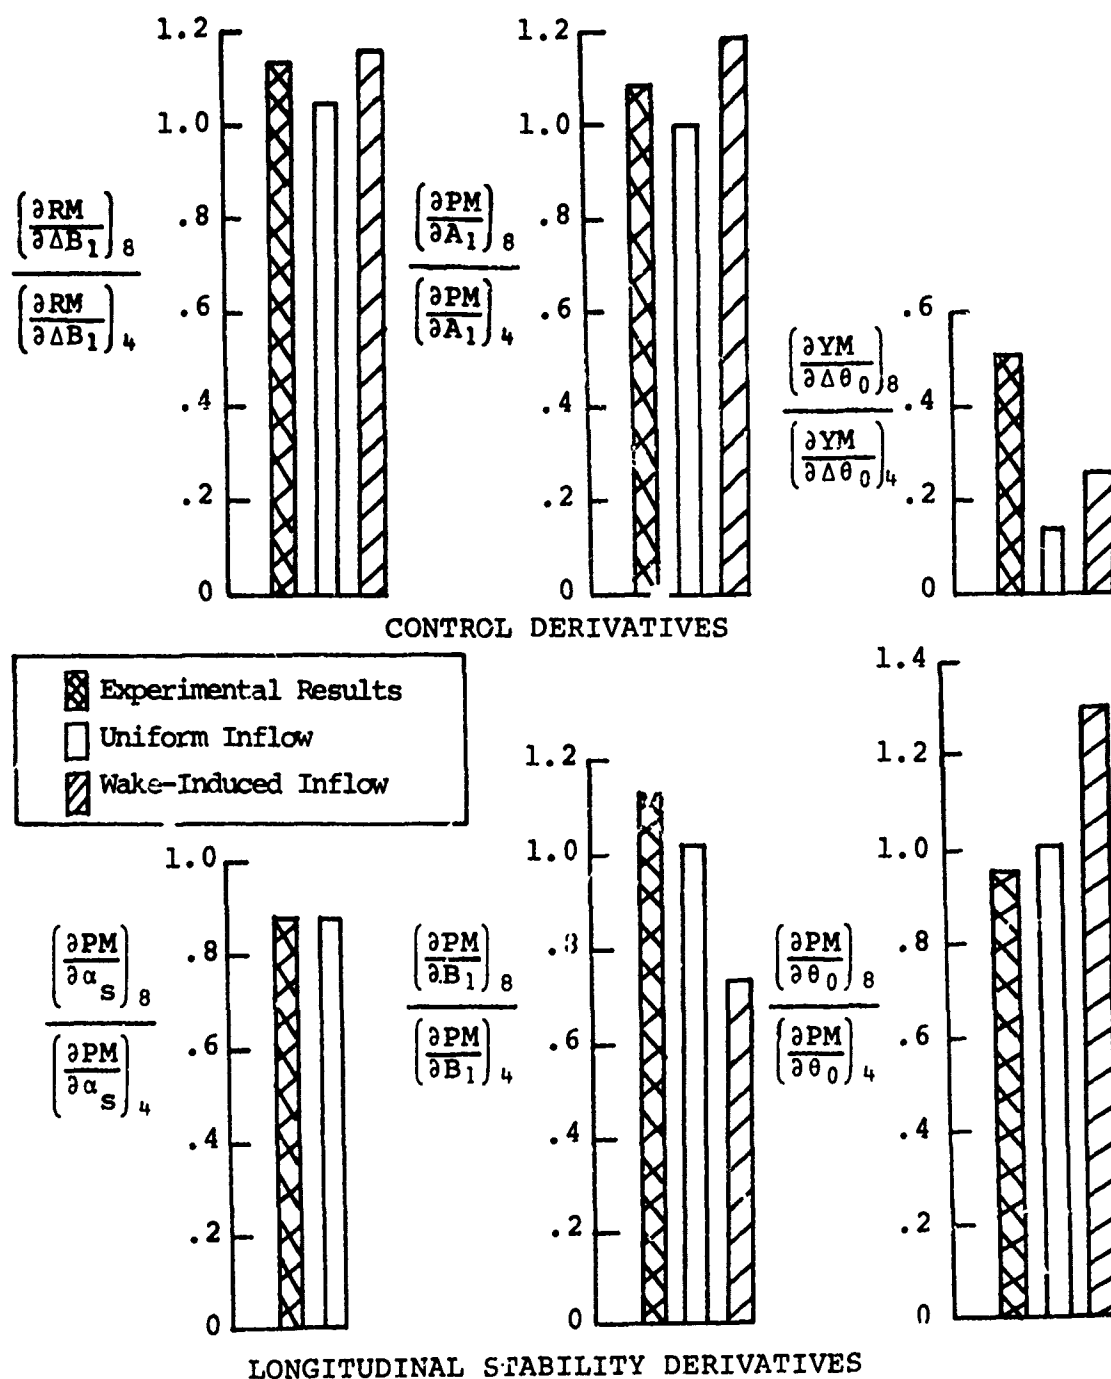 1.2
1.0
.8
.6
.4
.2
0
(∂RM/∂ΔB₁)₈
(∂RM/∂ΔB₁)₄
1.2
1.0
.8
.6
.4
.2
0
(∂PM/∂A₁)₈
(∂PM/∂A₁)₄
.6
.4
.2
0
(∂YM/∂Δθ₀)₈
(∂YM/∂Δθ₀)₄
CONTROL DERIVATIVES
Experimental Results
Uniform Inflow
Wake-Induced Inflow
1.0
.8
.6
.4
.2
0
(∂PM/∂αs)₈
(∂PM/∂αs)₄
1.2
1.0
.8
.6
.4
.2
0
(∂PM/∂B₁)₈
(∂PM/∂B₁)₄
1.4
1.2
1.0
.8
.6
.4
.2
0
(∂PM/∂θ₀)₈
(∂PM/∂θ₀)₄
LONGITUDINAL STABILITY DERIVATIVES